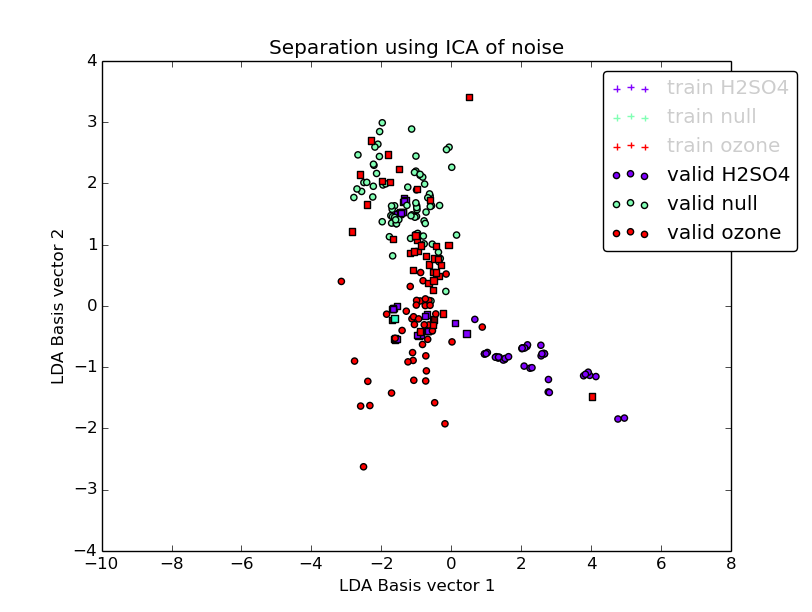 Separation using ICA of noise
train H2SO4
train null
train ozone
valid H2SO4
valid null
valid ozone
LDA Basis vector 2
4
3
2
1
0
−1
−2
−3
−4
−10 −8 −6 −4 −2 0 2 4 6 8
LDA Basis vector 1